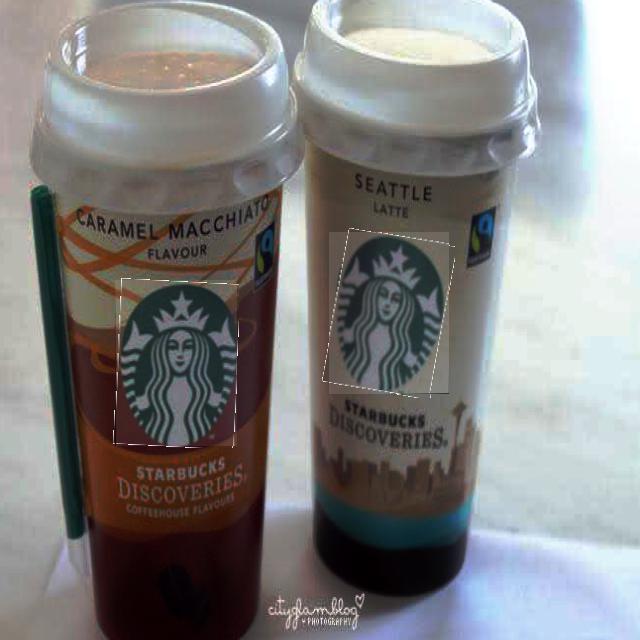 CARAMEL MACCHIATO
FLAVOUR
STARBUCKS
DISCOVERIES®
COFFEEHOUSE FLAVOURS
SEATTLE
LATTE
STARBUCKS
DISCOVERIES®
cityglamblog
PHOTOGRAPHY